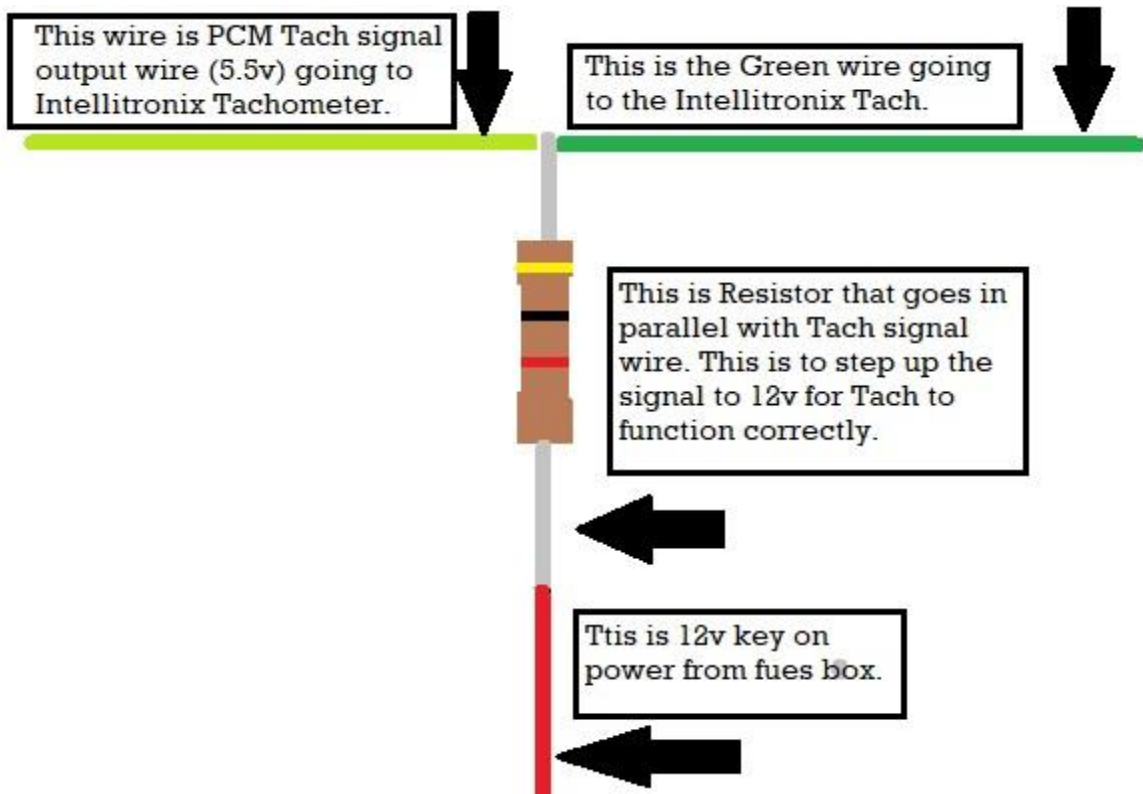 This wire is PCM Tach signal
output wire (5.5v) going to
Intellitronix Tachometer.
This is the Green wire going
to the Intellitronix Tach.
This is Resistor that goes in
parallel with Tach signal
wire. This is to step up the
signal to 12v for Tach to
function correctly.
Ttis is 12v key on
power from fues box.